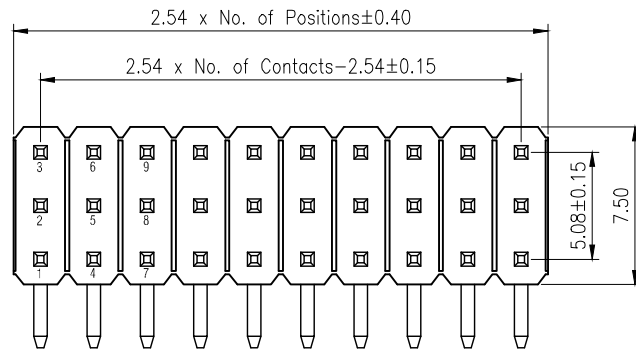 2.54 x No. of Positions±0.40
2.54 x No. of Contacts-2.54±0.15
3 6 9
2 5 8
1 4 7
5.08±0.15
7.50